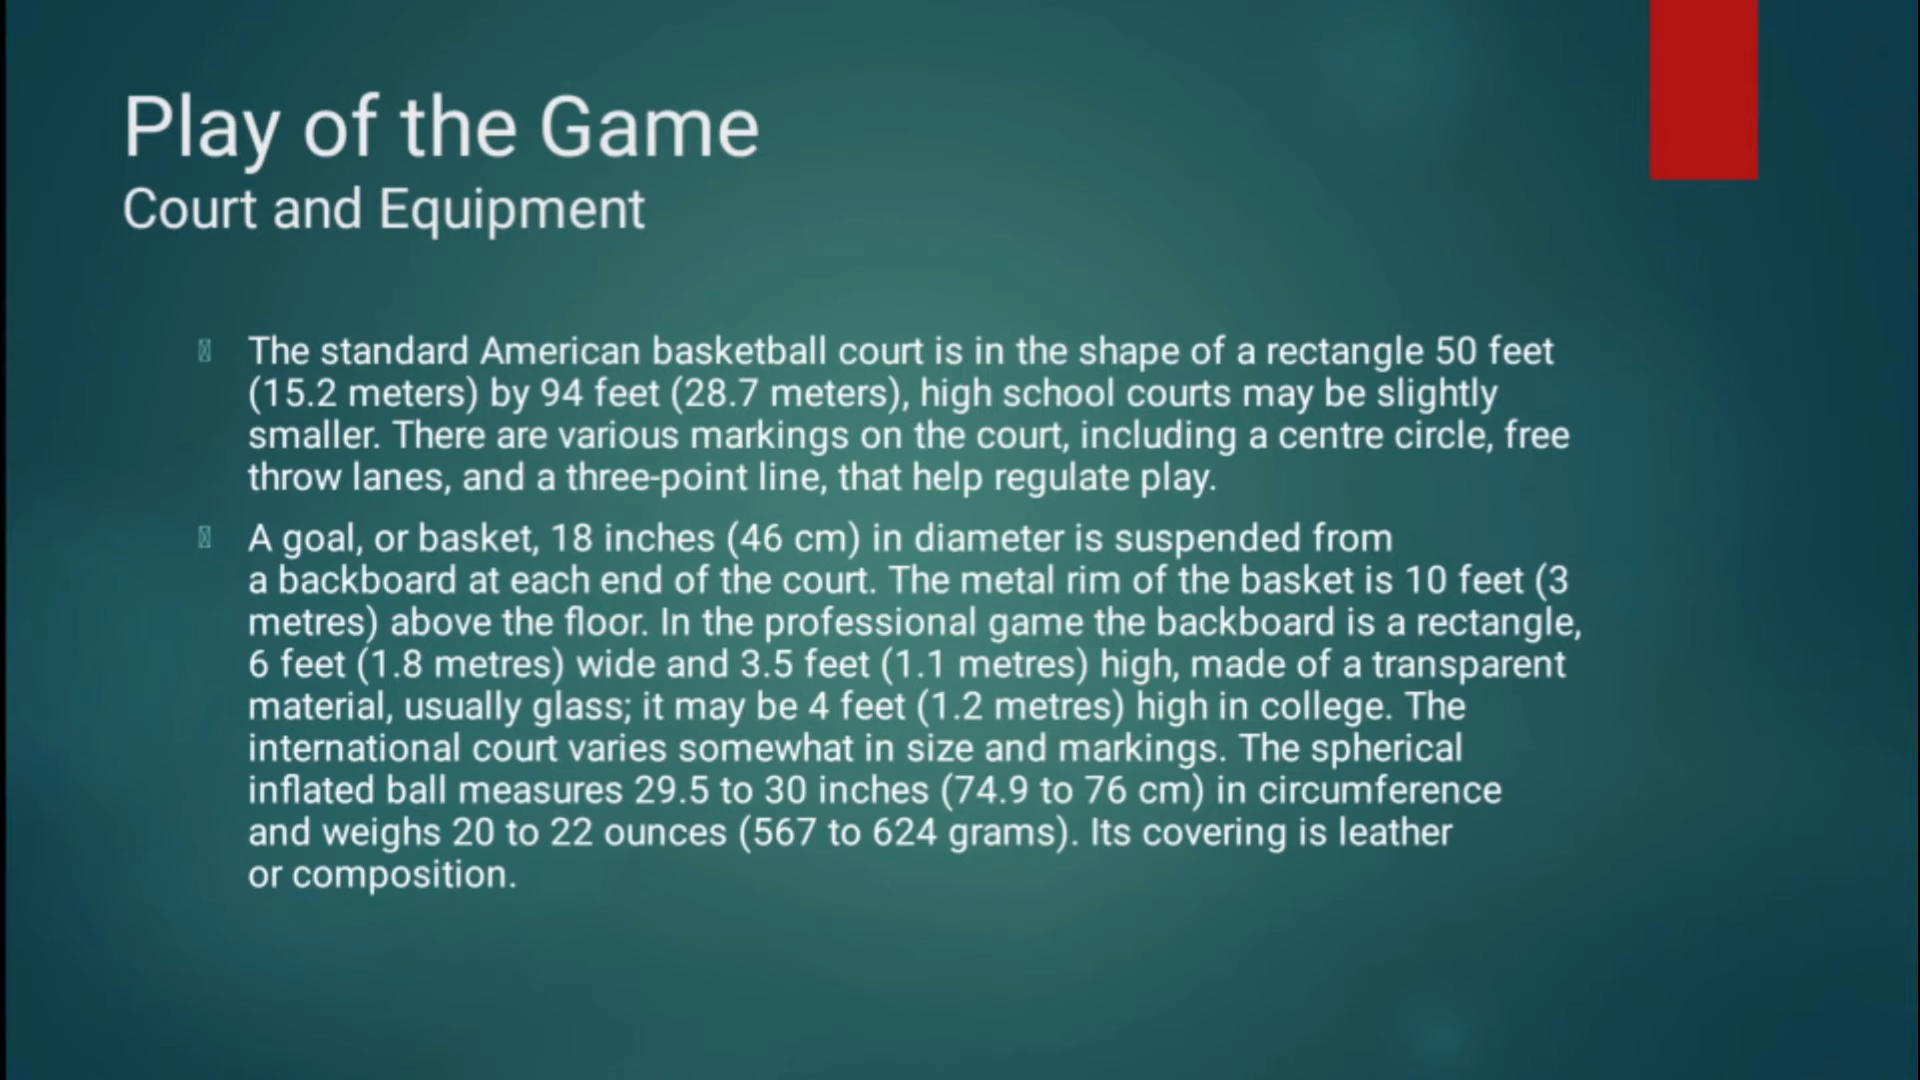 Play of the Game
Court and Equipment
The standard American basketball court is in the shape of a rectangle 50 feet
(15.2 meters) by 94 feet (28.7 meters), high school courts may be slightly
smaller. There are various markings on the court, including a centre circle, free
throw lanes, and a three-point line, that help regulate play.
A goal, or basket, 18 inches (46 cm) in diameter is suspended from
a backboard at each end of the court. The metal rim of the basket is 10 feet (3
metres) above the floor. In the professional game the backboard is a rectangle,
6 feet (1.8 metres) wide and 3.5 feet (1.1 metres) high, made of a transparent
material, usually glass; it may be 4 feet (1.2 metres) high in college. The
international court varies somewhat in size and markings. The spherical
inflated ball measures 29.5 to 30 inches (74.9 to 76 cm) in circumference
and weighs 20 to 22 ounces (567 to 624 grams). Its covering is leather
or composition.